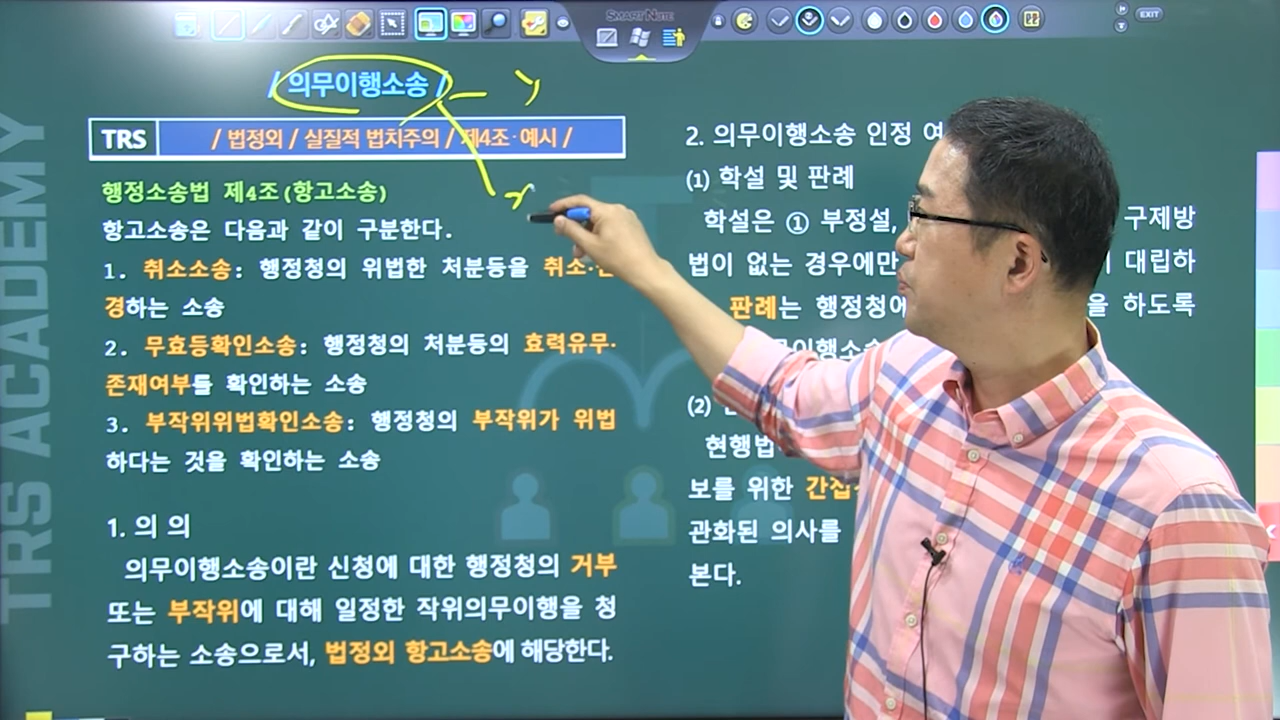 SMART NOTE
EXIT
TRS ACADEMY
/ 의무이행소송 /
TRS / 법정외 / 실질적 법치주의 / 제4조·예시 /
행정소송법 제4조(항고소송)
항고소송은 다음과 같이 구분한다.
1. 취소소송: 행정청의 위법한 처분등을 취소·
경하는 소송
2. 무효등확인소송: 행정청의 처분등의 효력유무·
존재여부를 확인하는 소송
3. 부작위위법확인소송: 행정청의 부작위가 위법
하다는 것을 확인하는 소송
1. 의 의
의무이행소송이란 신청에 대한 행정청의 거부
또는 부작위에 대해 일정한 작위의무이행을 청
구하는 소송으로서, 법정외 항고소송에 해당한다.
2. 의무이행소송 인정 여
(1) 학설 및 판례
학설은 ① 부정설, 구제방
법이 없는 경우에만 대립하
판례는 행정청에 을 하도록
이행소송
(2)
현행법
보를 위한 간접
관화된 의사를
본다.